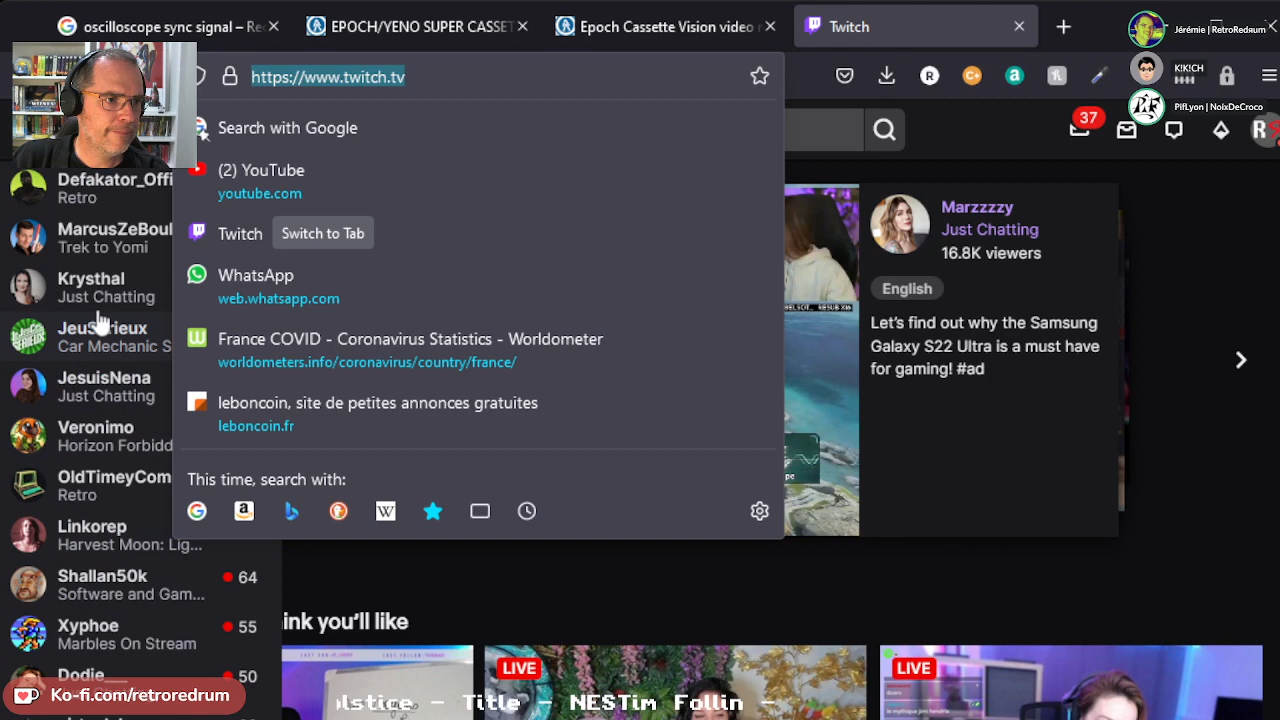 oscilloscope sync signal – Re
EPOCH/YENO SUPER CASSET
Epoch Cassette Vision video r
Twitch
Jérémie | RetroRedrum
https://www.twitch.tv
KIKICH
PifLyon | NoixDeCroco
37
Search with Google
(2) YouTube
youtube.com
Twitch
Switch to Tab
WhatsApp
web.whatsapp.com
France COVID - Coronavirus Statistics - Worldometer
worldometers.info/coronavirus/country/france/
leboncoin, site de petites annonces gratuites
leboncoin.fr
This time, search with:
Defakator_Offi
Retro
MarcusZeBoul
Trek to Yomi
Krysthal
Just Chatting
JeuSérieux
Car Mechanic S
JesuisNena
Just Chatting
Veronimo
Horizon Forbidd
OldTimeyCom
Retro
Linkorep
Harvest Moon: Lig...
Shallan50k
64
Software and Gam...
Xyphoe
55
Marbles On Stream
Dodie
50
Marzzzzy
Just Chatting
16.8K viewers
English
Let's find out why the Samsung
Galaxy S22 Ultra is a must have
for gaming! #ad
ink you'll like
LIVE
LIVE
Ko-fi.com/retroredrum
lstice - Title - NESTim Follin -